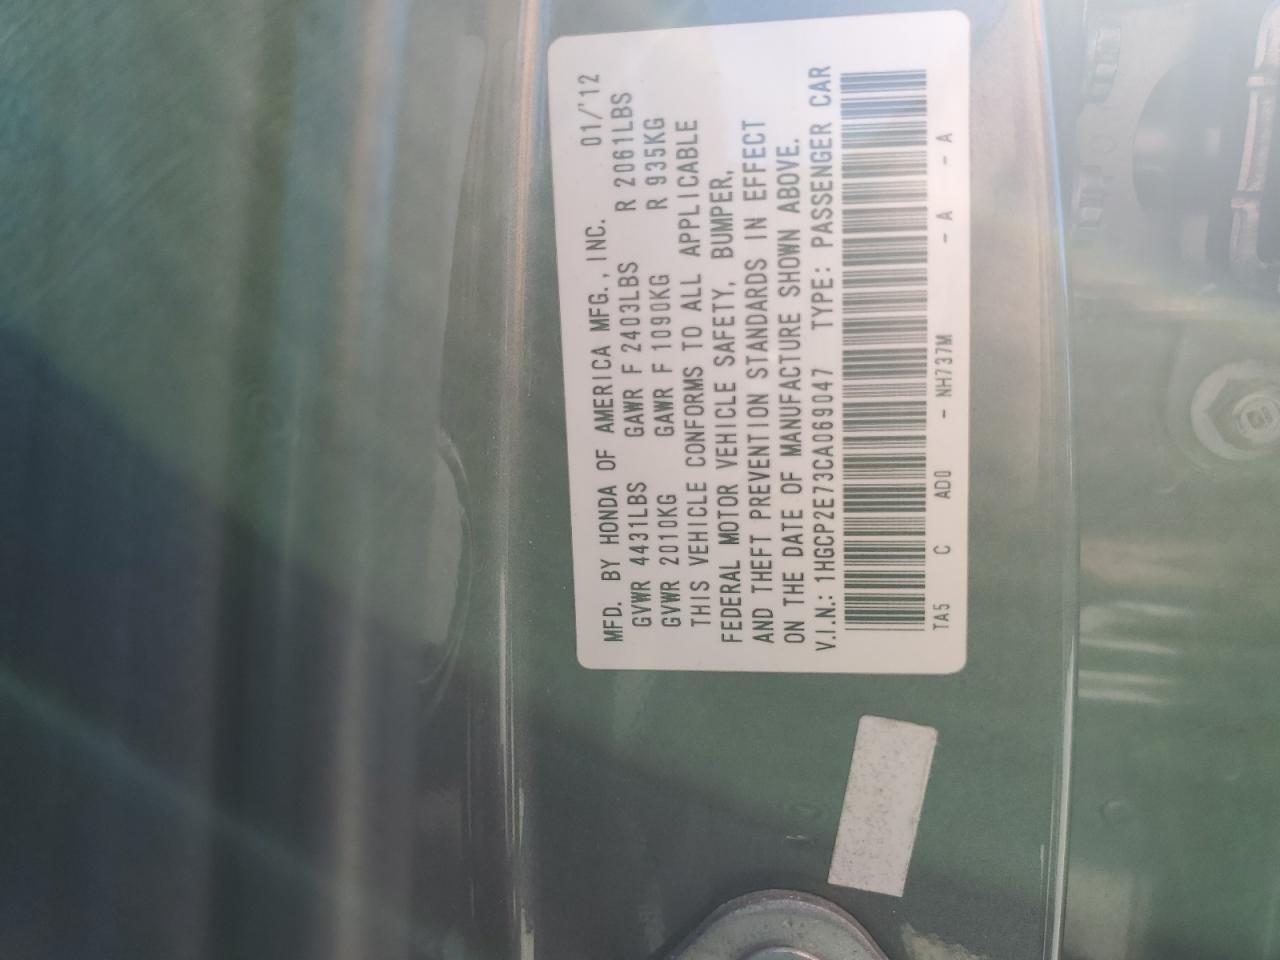 MFD. BY HONDA OF AMERICA MFG., INC. 01/'12
GVWR 4431LBS GAWR F 2403LBS R 2061LBS
GVWR 2010KG GAWR F 1090KG R 935KG
THIS VEHICLE CONFORMS TO ALL APPLICABLE
FEDERAL MOTOR VEHICLE SAFETY, BUMPER,
AND THEFT PREVENTION STANDARDS IN EFFECT
ON THE DATE OF MANUFACTURE SHOWN ABOVE.
V.I.N.: 1HGCP2E73CA069047 TYPE: PASSENGER CAR
TA5 C AD0 - NH737M - A - A